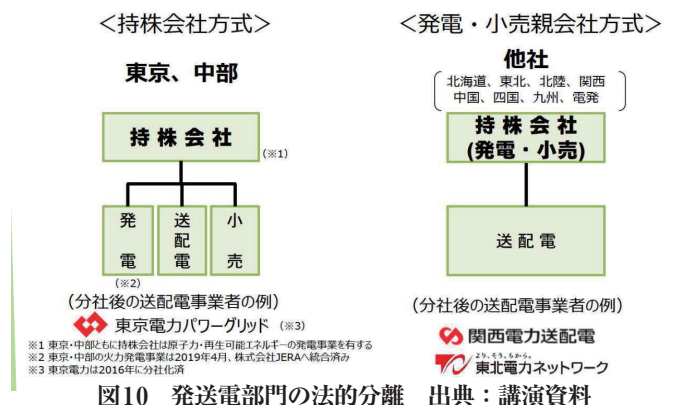 <持株会社方式>
東京、中部
持株会社
(※1)
発電
送配電
小売
(※2)
(分社後の送配電事業者の例)
東京電力パワーグリッド (※3)
※1 東京・中部ともに持株会社は原子力・再生可能エネルギーの発電事業を有する
※2 東京・中部の火力発電事業は2019年4月、株式会社JERAへ統合済み
※3 東京電力は2016年に分社化済
<発電・小売親会社方式>
他社
北海道、東北、北陸、関西
中国、四国、九州、電発
持株会社
(発電・小売)
送配電
(分社後の送配電事業者の例)
関西電力送配電
より、そう、ちから。
東北電力ネットワーク
図10 発送電部門の法的分離 出典:講演資料